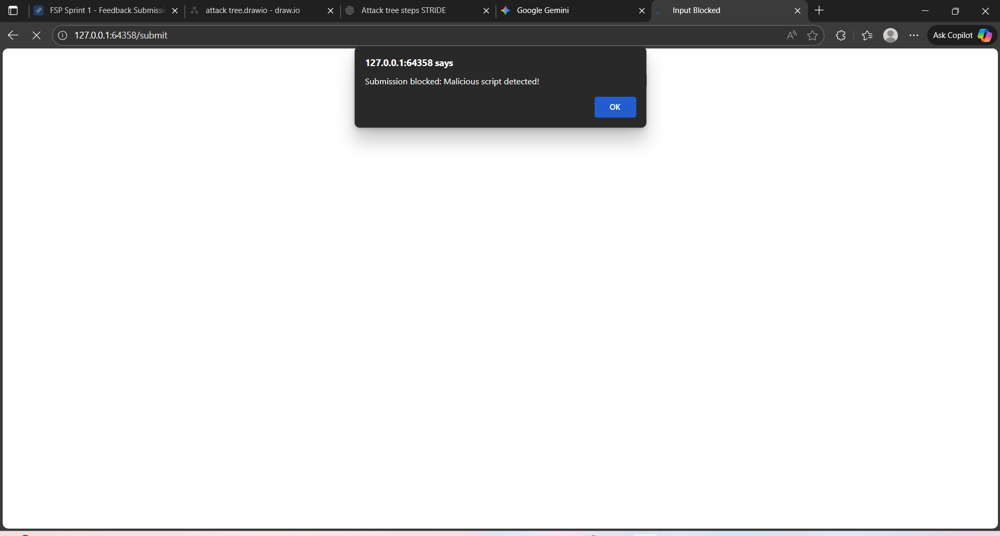 FSP Sprint 1 - Feedback Submissi
attack tree.drawio - draw.io
Attack tree steps STRIDE
Google Gemini
Input Blocked
127.0.0.1:64358/submit
Ask Copilot
127.0.0.1:64358 says
Submission blocked: Malicious script detected!
OK